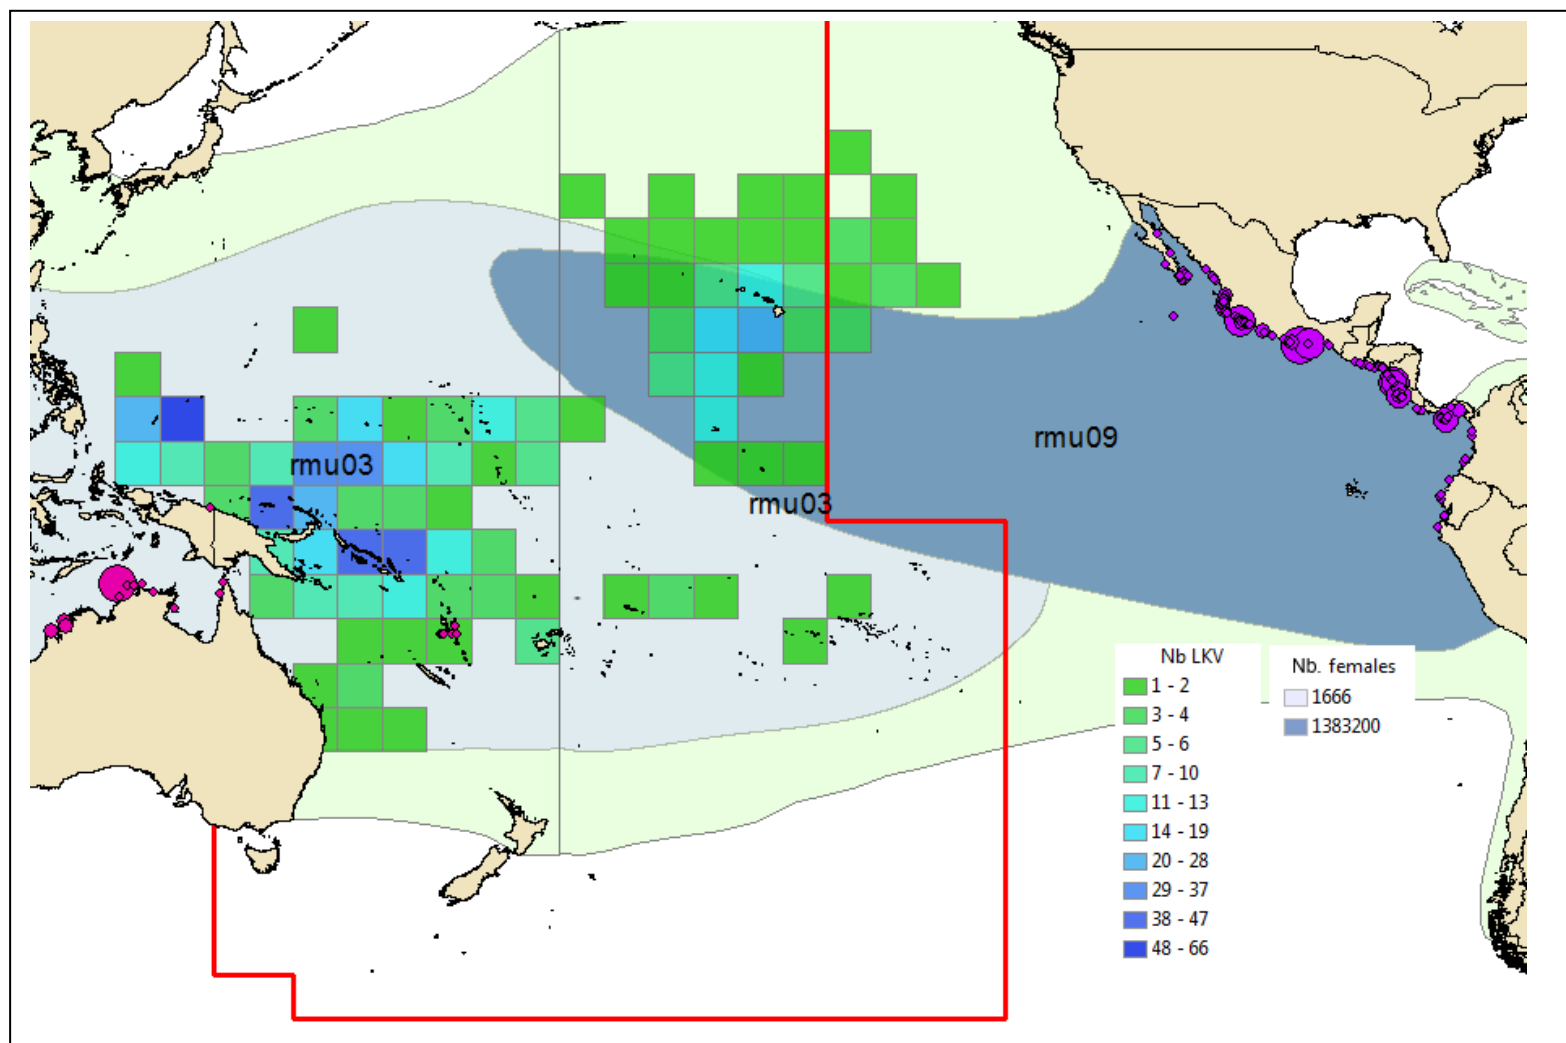 rmu09
rmu03
rmu03
Nb LKV
1 - 2
3 - 4
5 - 6
7 - 10
11 - 13
14 - 19
20 - 28
29 - 37
38 - 47
48 - 66
Nb. females
1666
1383200